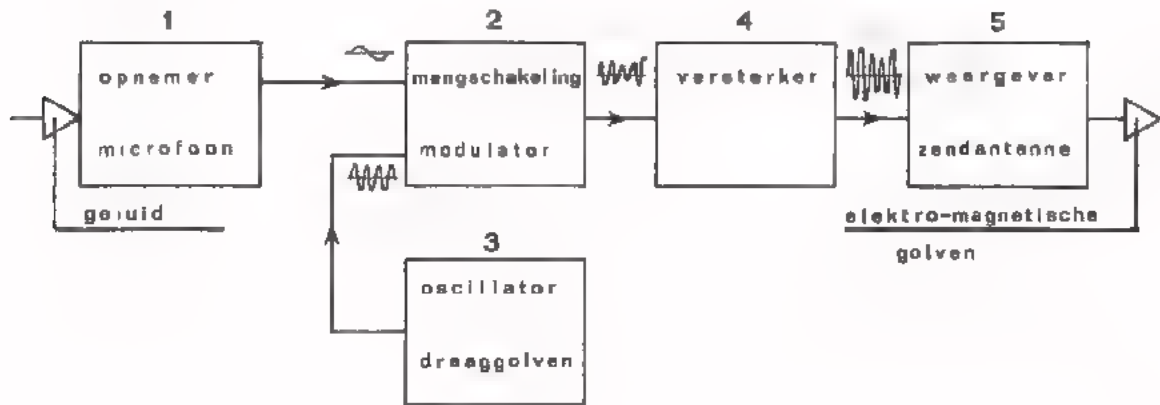 1
opnemer
microfoon
geluid
2
mengschakeling
modulator
3
oscillator
draaggolven
4
versterker
5
weergever
zendantenne
elektro-magnetische
golven